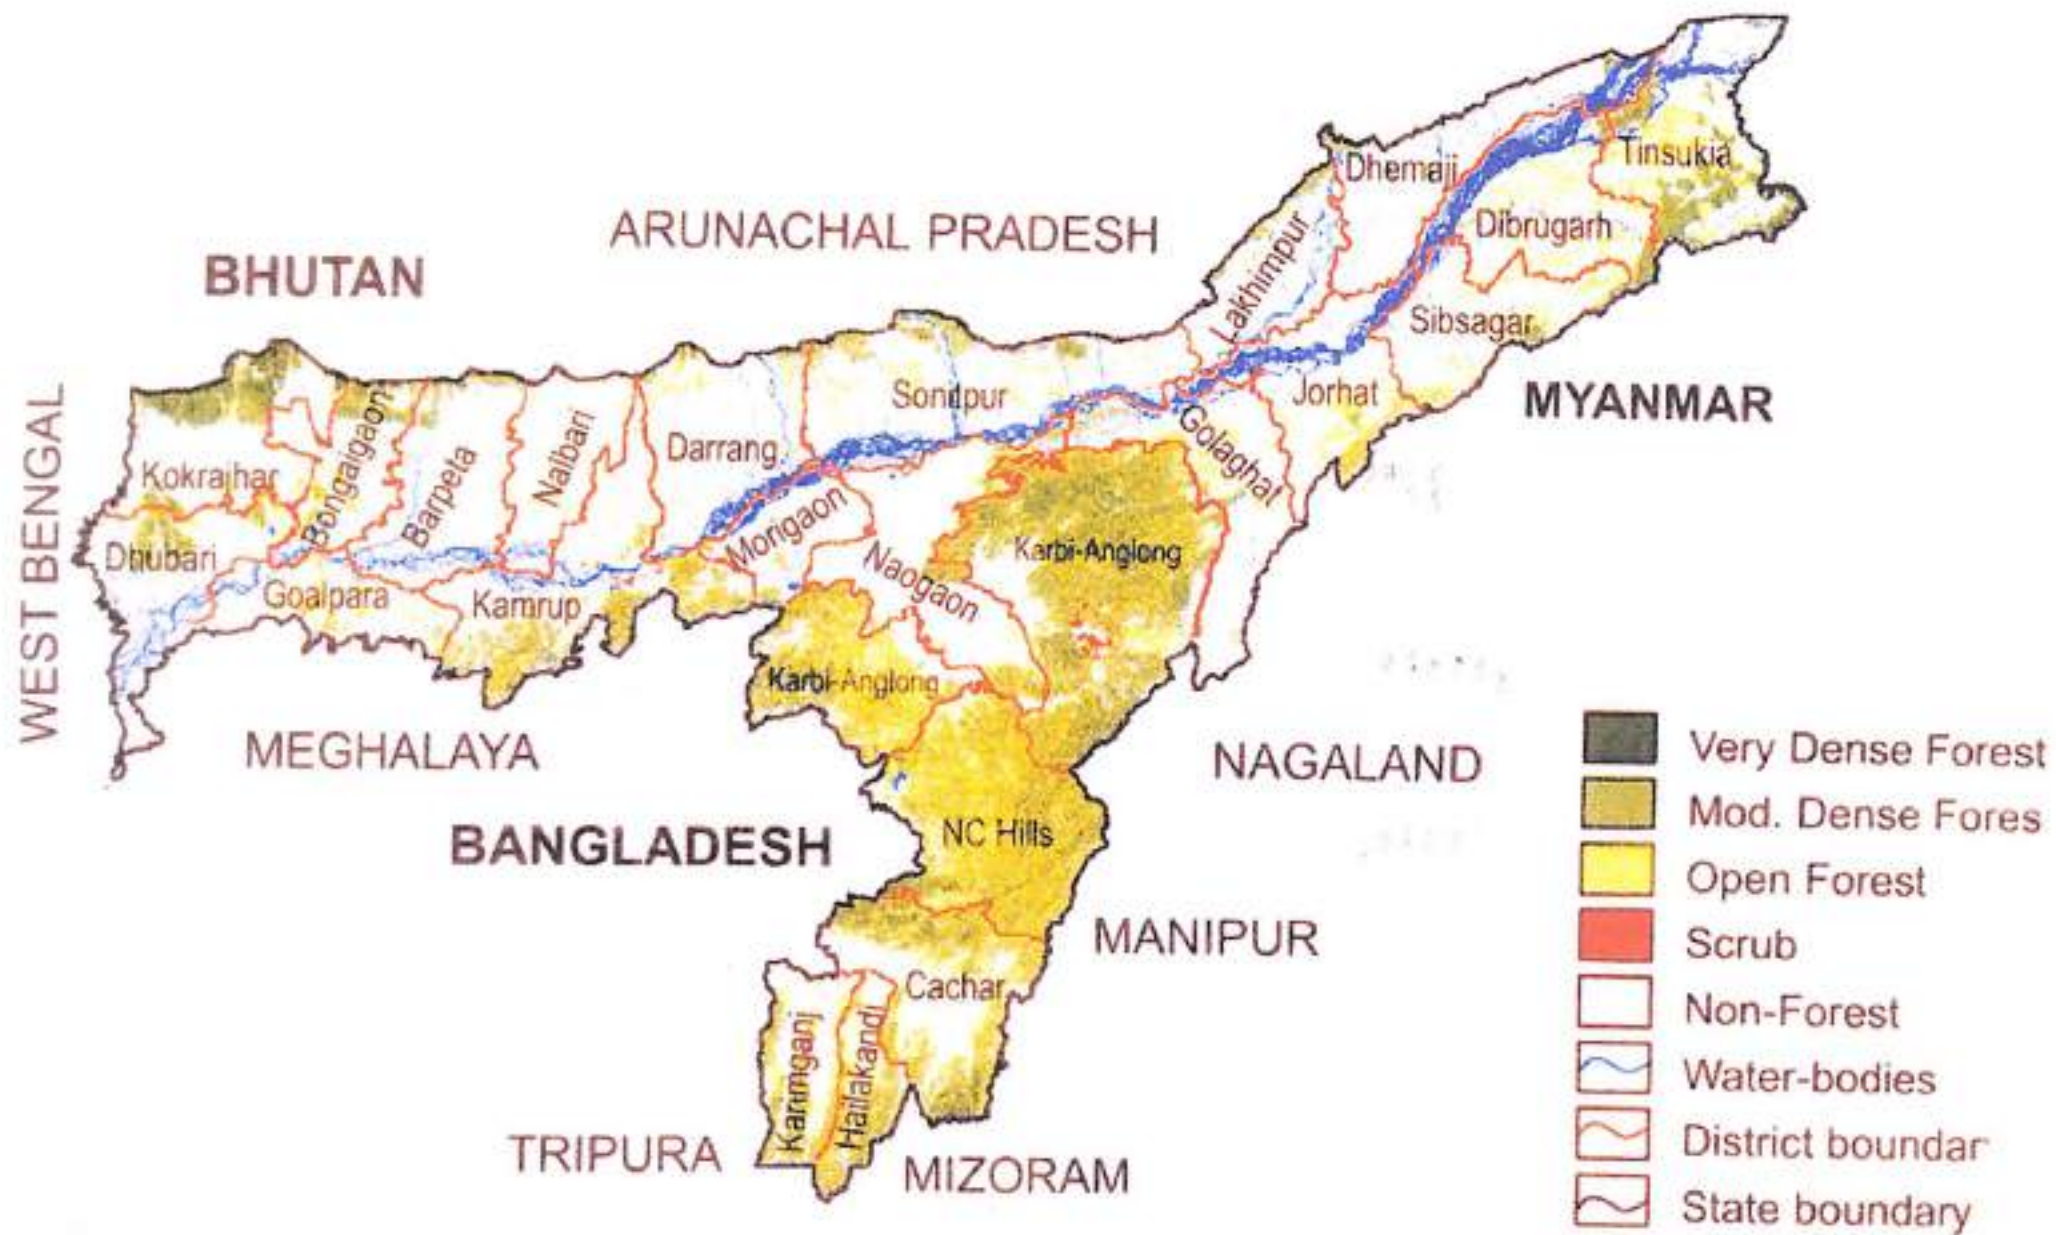 ARUNACHAL PRADESH
BHUTAN
WEST BENGAL
MYANMAR
MEGHALAYA
NAGALAND
BANGLADESH
MANIPUR
TRIPURA
MIZORAM
Dhemaji
Tinsukia
Dibrugarh
Lakhimpur
Sibsagar
Jorhat
Golaghat
Sonitpur
Darrang
Nalbari
Barpeta
Bongaigaon
Kokrajhar
Dhubari
Goalpara
Kamrup
Morigaon
Naogaon
Karbi-Anglong
Karbi-Anglong
NC Hills
Cachar
Karimganj
Hailakandi
Very Dense Forest
Mod. Dense Fores
Open Forest
Scrub
Non-Forest
Water-bodies
District boundar
State boundary